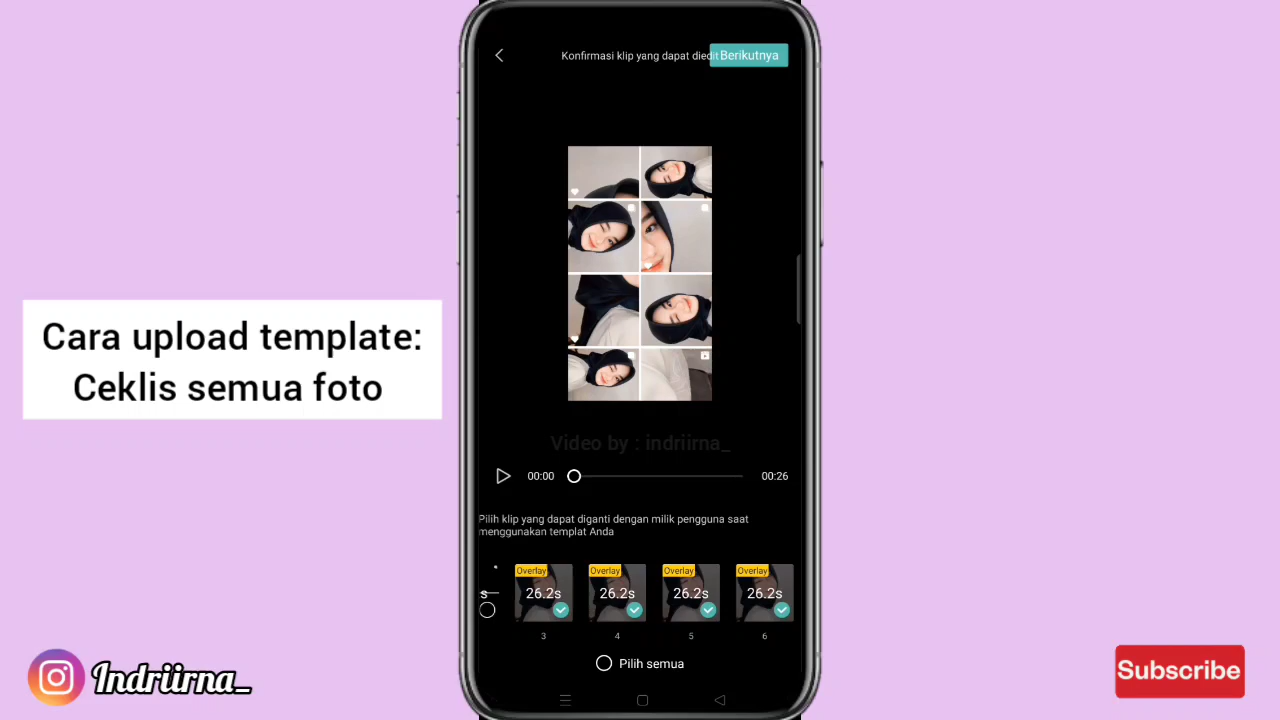 Konfirmasi klip yang dapat diedit
Berikutnya
Cara upload template:
Ceklis semua foto
Video by : indriirna_
00:00
00:26
Pilih klip yang dapat diganti dengan milik pengguna saat
menggunakan templat Anda
Overlay
Overlay
Overlay
Overlay
s
26.2s
26.2s
26.2s
26.2s
3
4
5
6
Pilih semua
Indriirna_
Subscribe